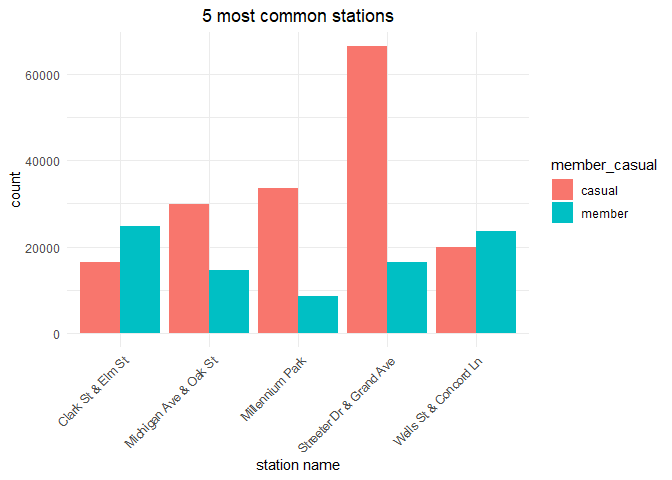 5 most common stations
60000
40000
20000
0
count
Clark St & Elm St
Michigan Ave & Oak St
Millennium Park
Streeter Dr & Grand Ave
Wells St & Concord Ln
station name
member_casual
casual
member